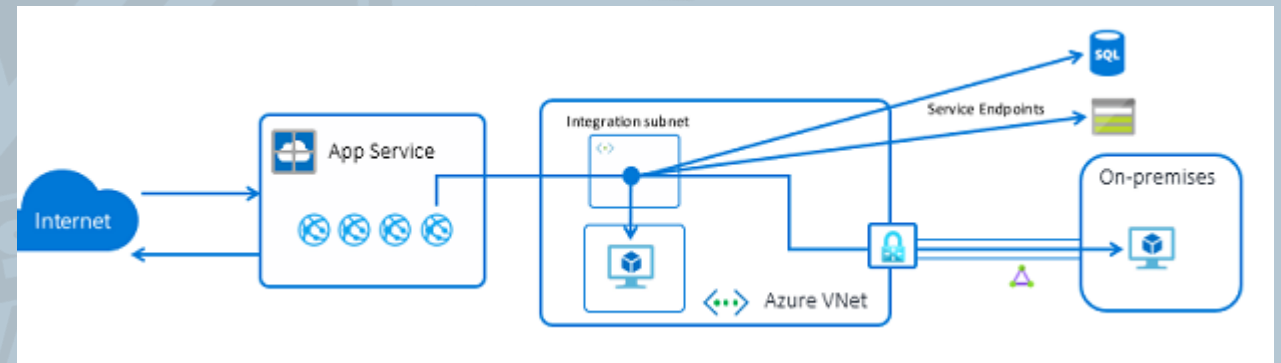 Internet
App Service
Integration subnet
Azure VNet
Service Endpoints
SQL
On-premises